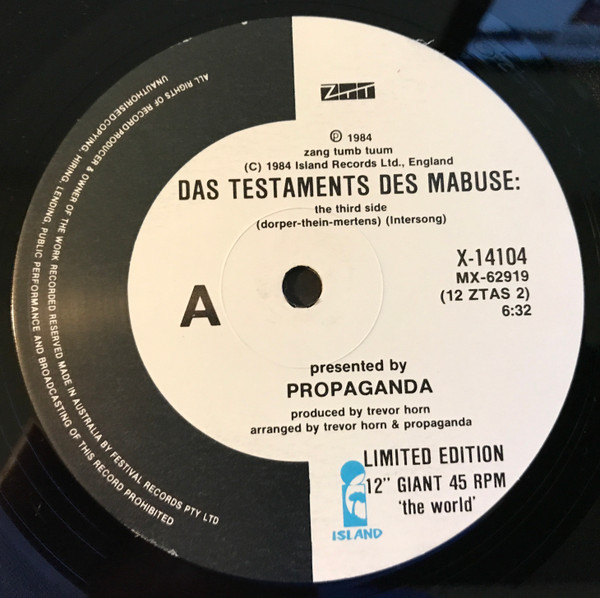 ZTT
Ⓟ 1984
zang tumb tuum
(C) 1984 Island Records Ltd., England
DAS TESTAMENTS DES MABUSE:
the third side
(dorper-thein-mertens) (Intersong)
X-14104
MX-62919
(12 ZTAS 2)
6:32
A
presented by
PROPAGANDA
produced by trevor horn
arranged by trevor horn & propaganda
LIMITED EDITION
12" GIANT 45 RPM
'the world'
ISLAND
ALL RIGHTS OF RECORD PRODUCER & OWNER OF THE WORK RECORDED RESERVED MADE IN AUSTRALIA BY FESTIVAL RECORDS PTY LTD
UNAUTHORISED COPYING, HIRING, LENDING, PUBLIC PERFORMANCE AND BROADCASTING OF THIS RECORD PROHIBITED